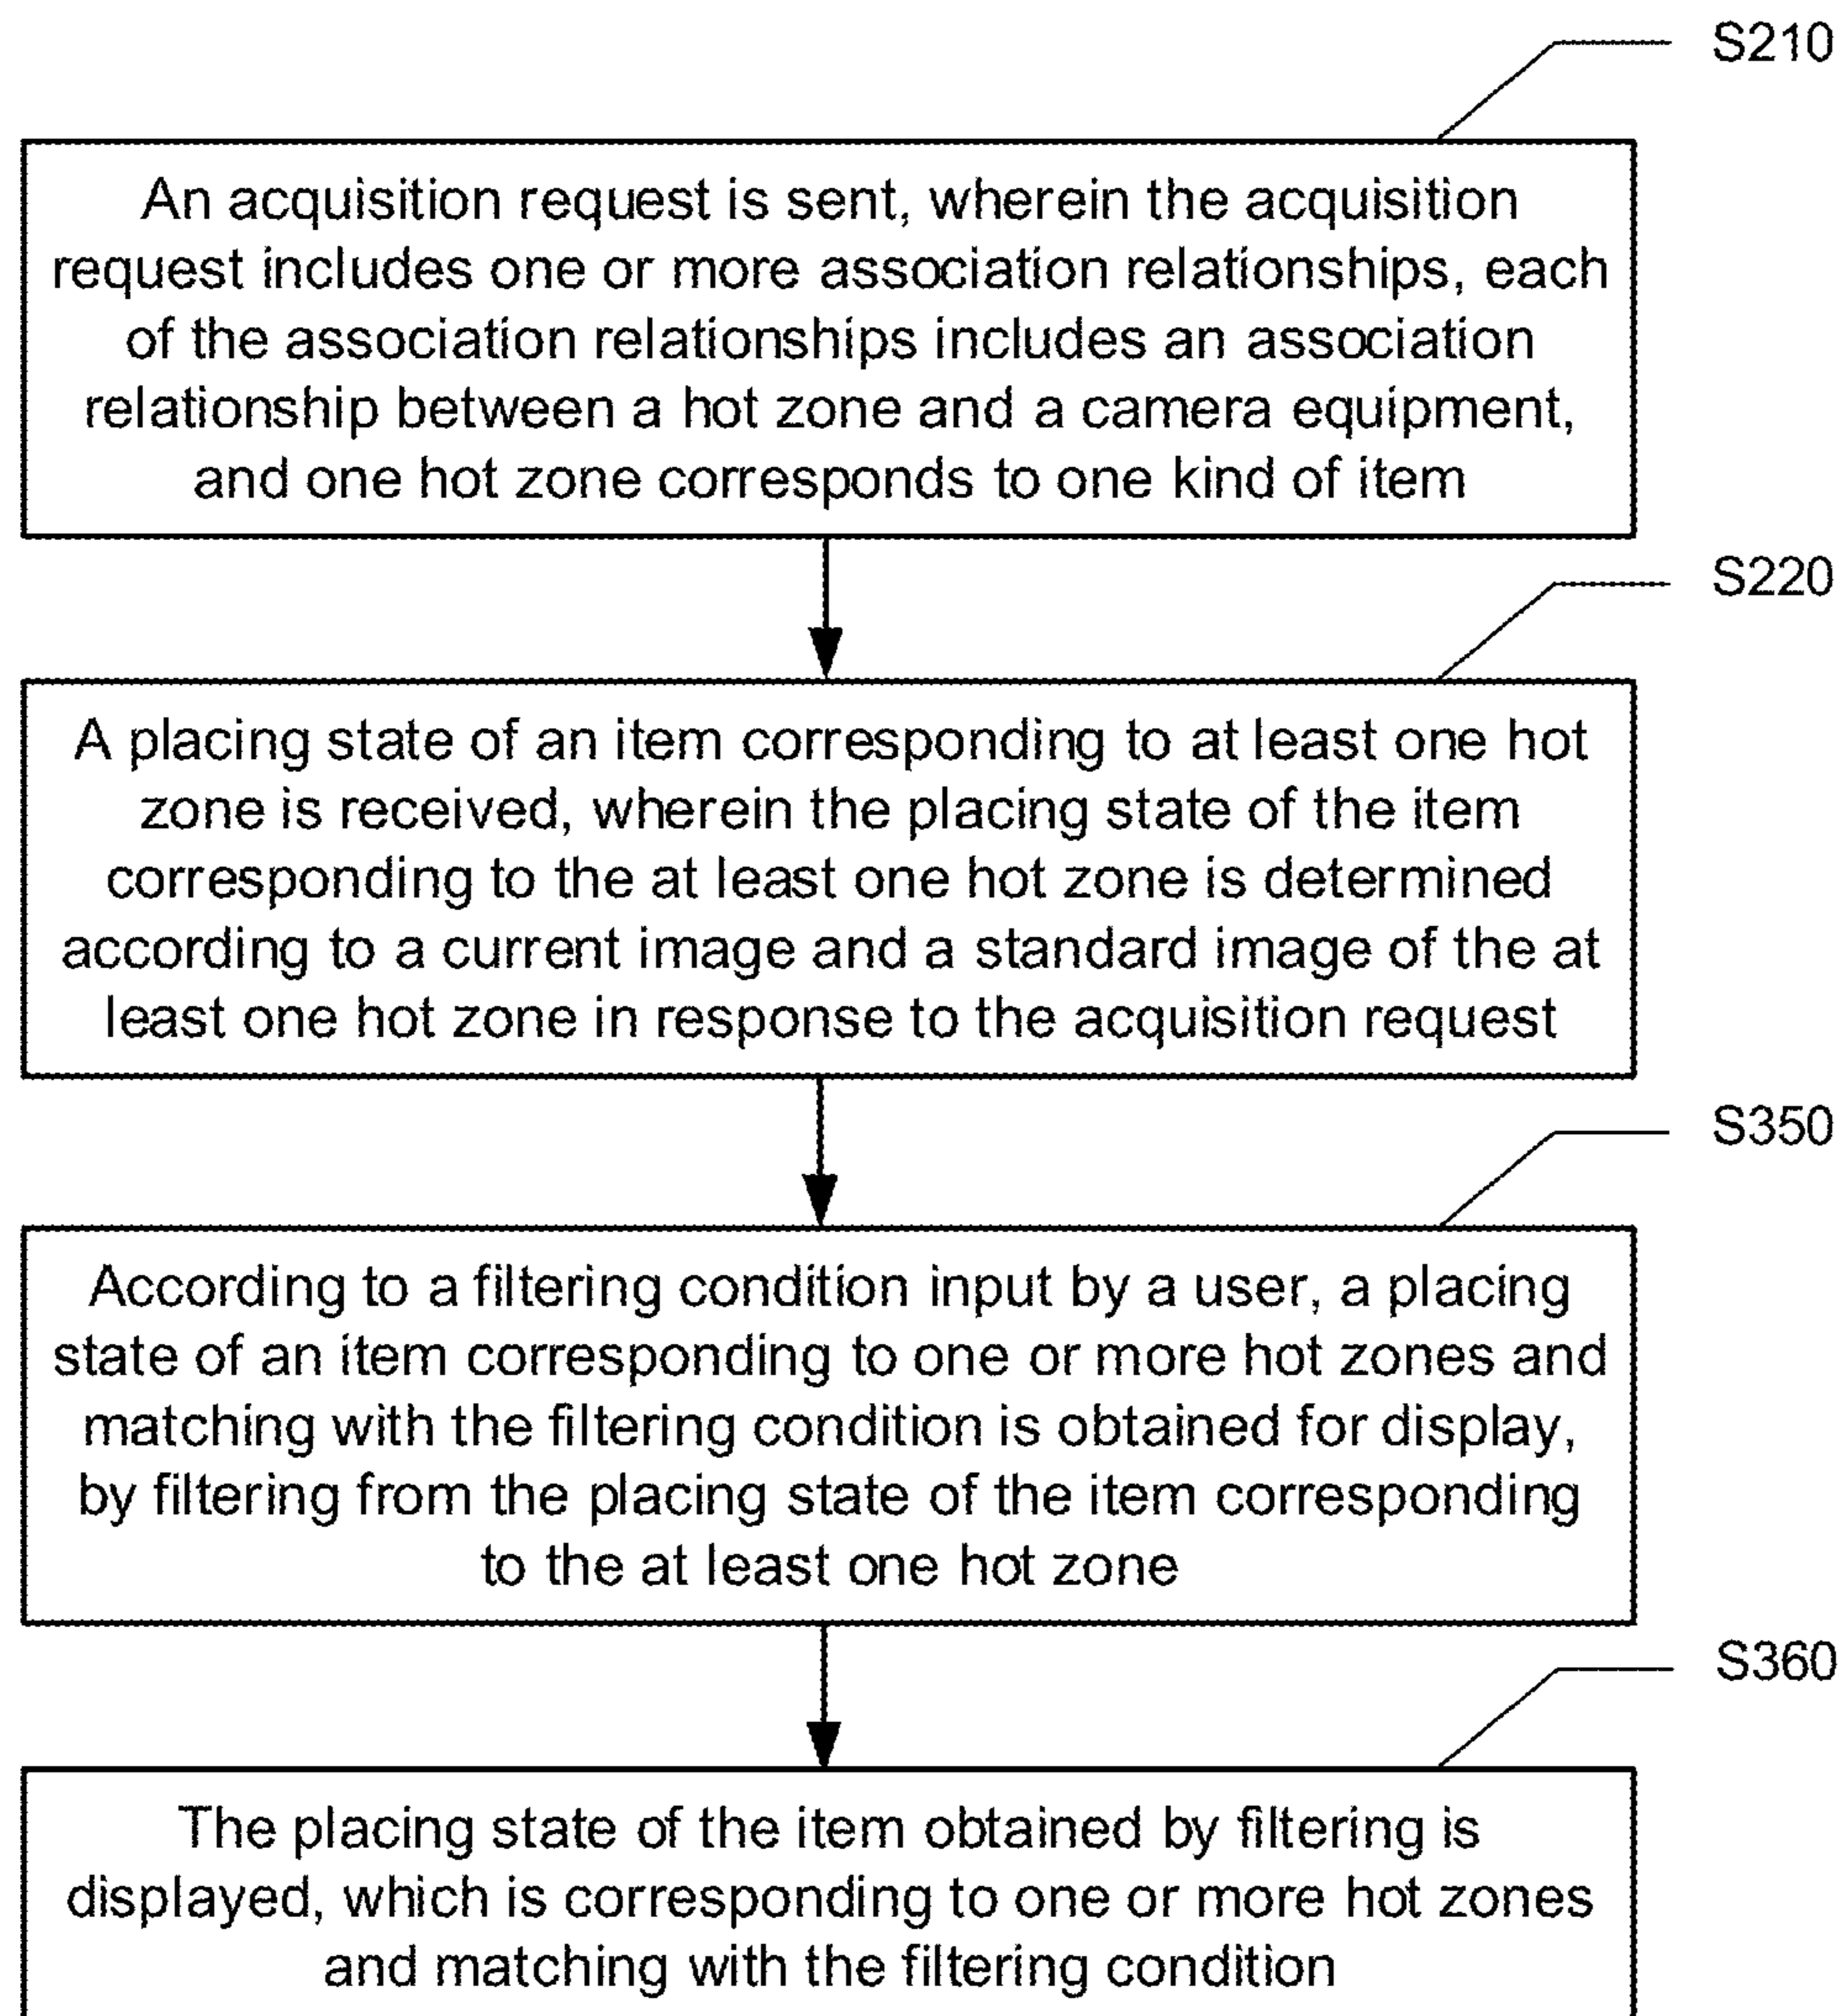 S210
An acquisition request is sent, wherein the acquisition
request includes one or more association relationships, each
of the association relationships includes an association
relationship between a hot zone and a camera equipment,
and one hot zone corresponds to one kind of item
S220
A placing state of an item corresponding to at least one hot
zone is received, wherein the placing state of the item
corresponding to the at least one hot zone is determined
according to a current image and a standard image of the at
least one hot zone in response to the acquisition request
S350
According to a filtering condition input by a user, a placing
state of an item corresponding to one or more hot zones and
matching with the filtering condition is obtained for display,
by filtering from the placing state of the item corresponding
to the at least one hot zone
S360
The placing state of the item obtained by filtering is
displayed, which is corresponding to one or more hot zones
and matching with the filtering condition